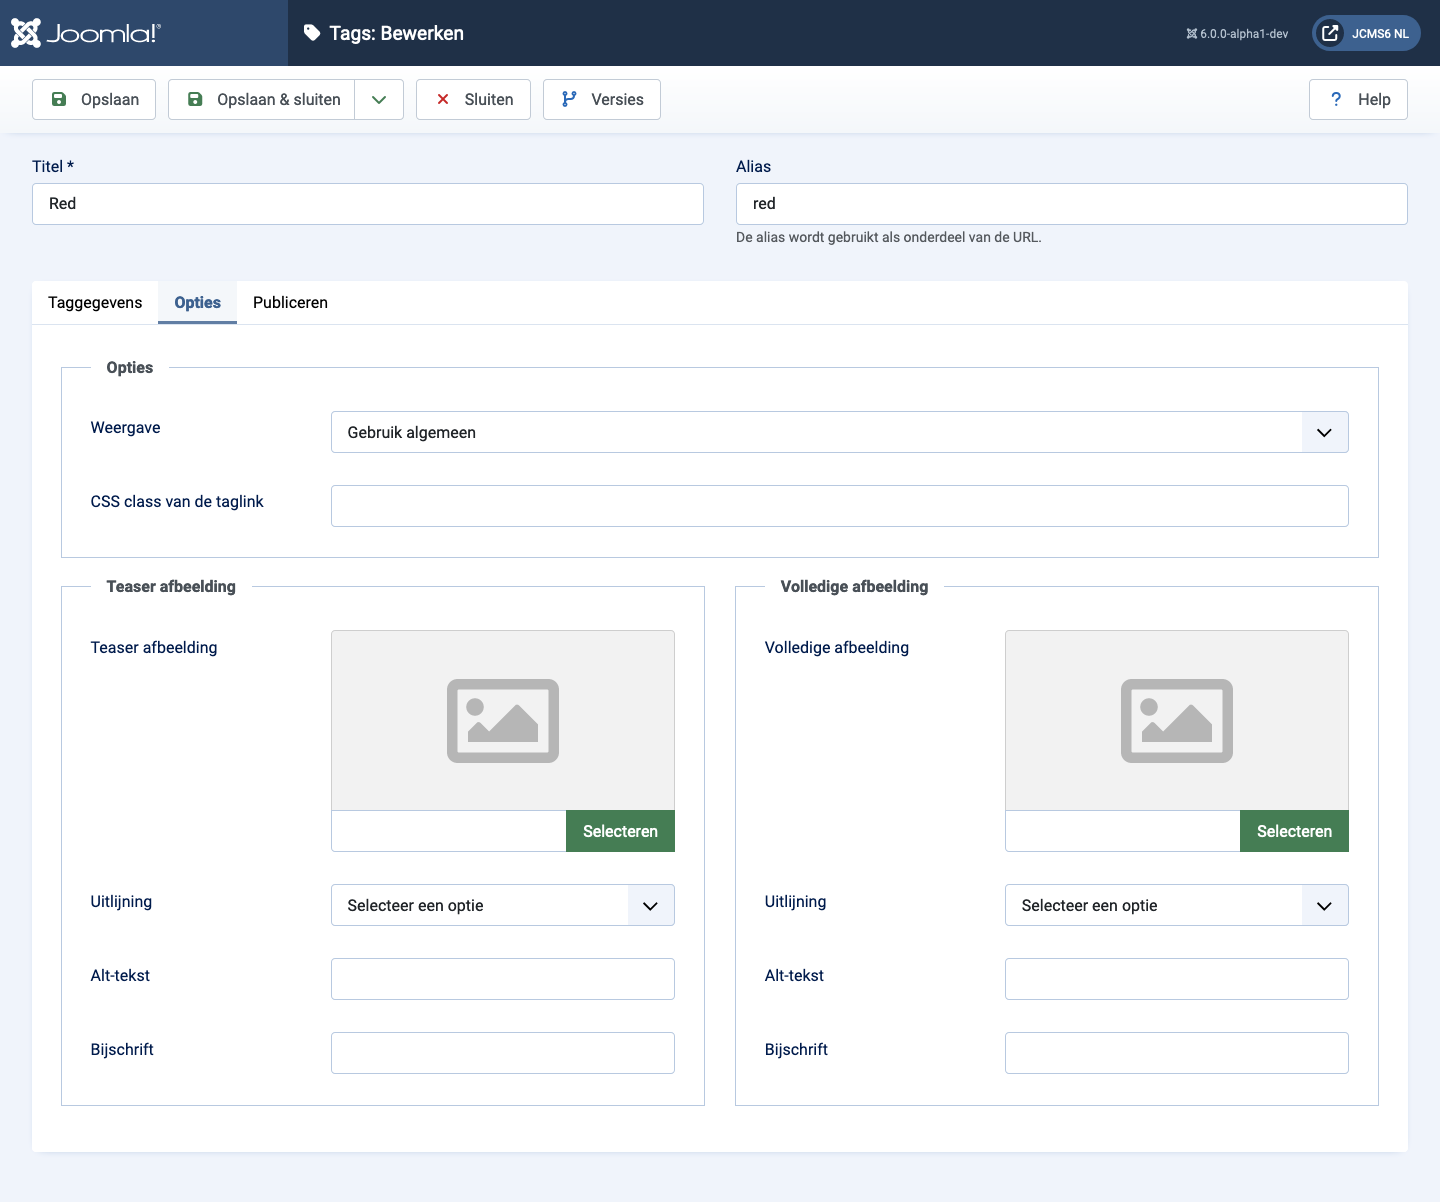 Joomla!®
Tags: Bewerken
6.0.0-alpha1-dev
JCMS6 NL
Opslaan
Opslaan & sluiten
Sluiten
Versies
? Help
Titel *
Alias
Red
red
De alias wordt gebruikt als onderdeel van de URL.
Taggegevens
Opties
Publiceren
Opties
Weergave
Gebruik algemeen
CSS class van de taglink
Teaser afbeelding
Teaser afbeelding
Selecteren
Uitlijning
Selecteer een optie
Alt-tekst
Bijschrift
Volledige afbeelding
Volledige afbeelding
Selecteren
Uitlijning
Selecteer een optie
Alt-tekst
Bijschrift